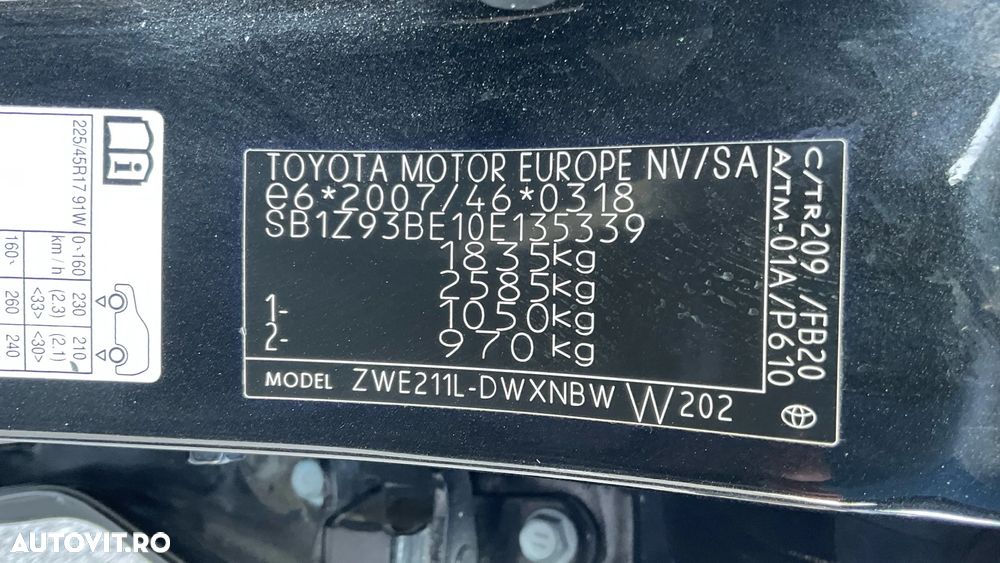 TOYOTA MOTOR EUROPE NV/SA
e6*2007/46*0318
SB1Z93BE10E135339
1835kg
2585kg
1- 1050kg
2- 970kg
MODEL ZWE211L-DWXNBW W202
C/TR209 /FB20
A/TM-01A/P610
225/45R17 91W
0~160 km/h 230 (2.3) 210 (2.1)
<33> <30>
160~ 260 240
AUTOVIT.RO